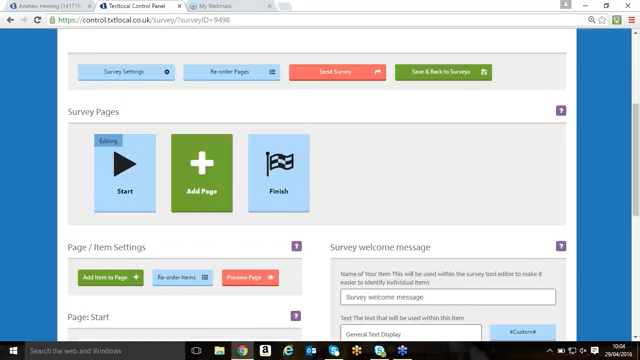 Andrew Heming (141719
Textlocal Control Panel
My Webinars
https://control.txtlocal.co.uk/survey/?surveyID=9498
Survey Settings
Re-order Pages
Send Survey
Save & Back to Surveys
Survey Pages
?
Editing
Start
Add Page
Finish
Page / Item Settings
?
Survey welcome message
?
Add Item to Page
Re-order Items
Preview Page
Name of Your Item This will be used within the survey tool editor to make it
easier to identify individual items
Survey welcome message
Page: Start
?
Text The text that will be used within this item
General Text Display
#Custom#
Search the web and Windows
10:04
29/04/2016